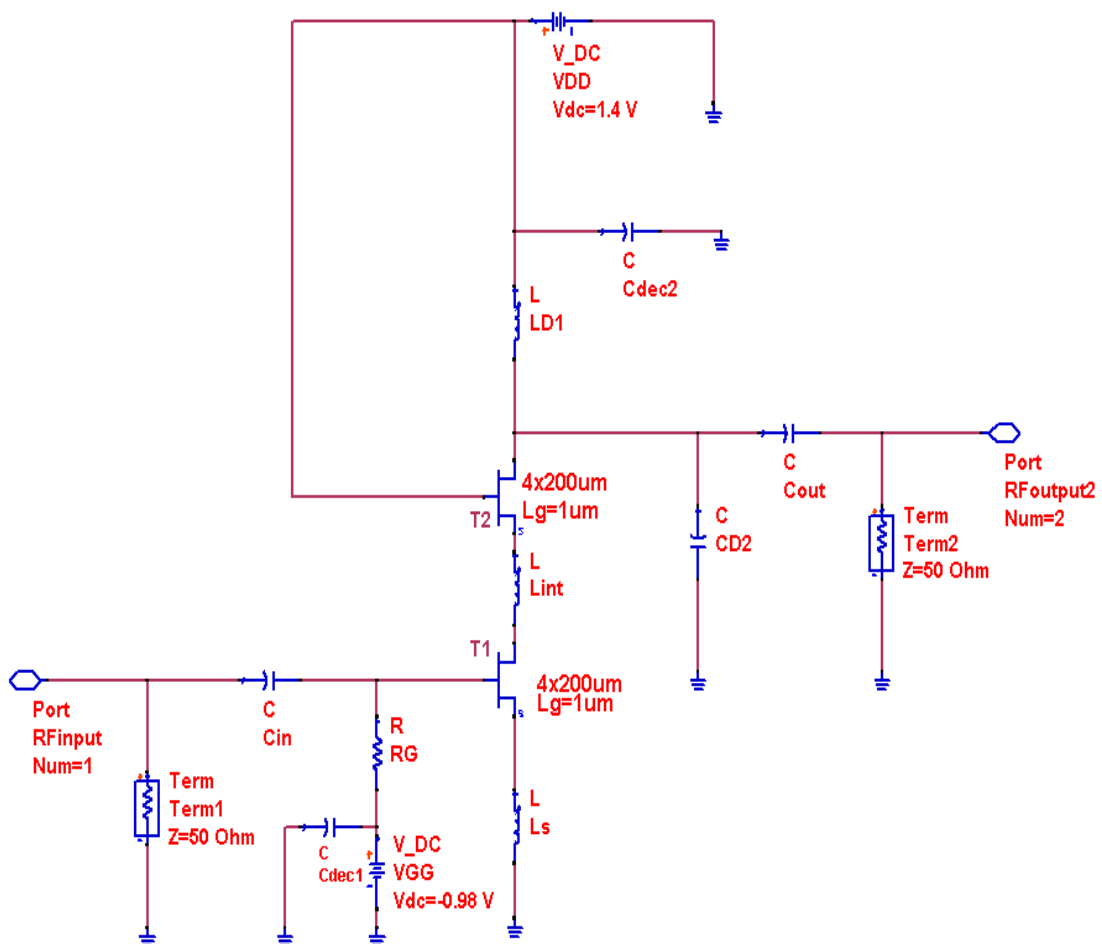 V_DC
VDD
Vdc=1.4 V
C
Cdec2
L
LD1
4x200um
Lg=1um
T2
C
Cout
Port
RFoutput2
Num=2
C
CD2
Term
Term2
Z=50 Ohm
L
Lint
T1
4x200um
Lg=1um
Port
RFinput
Num=1
C
Cin
R
RG
Term
Term1
Z=50 Ohm
L
Ls
C
Cdec1
V_DC
VGG
Vdc=-0.98 V